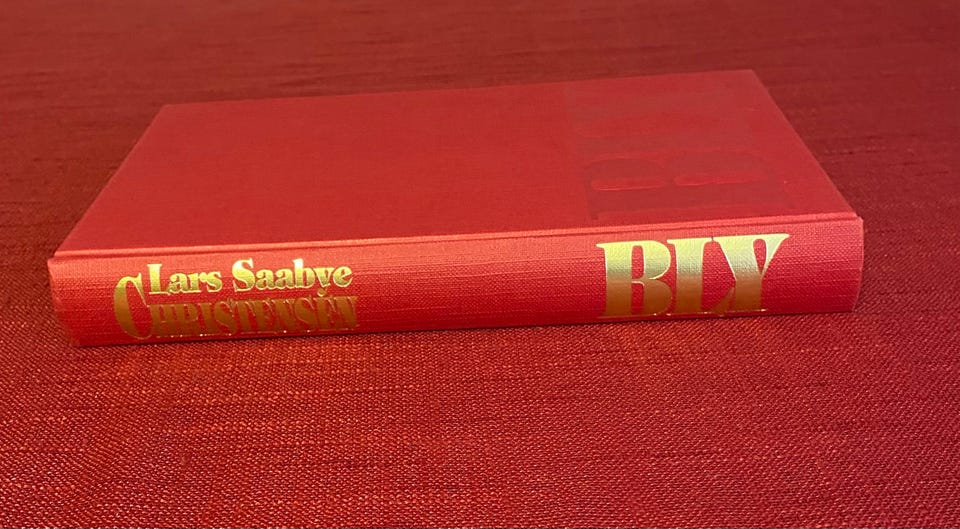 Lars Saabye
CHRISTENSEN
BLY